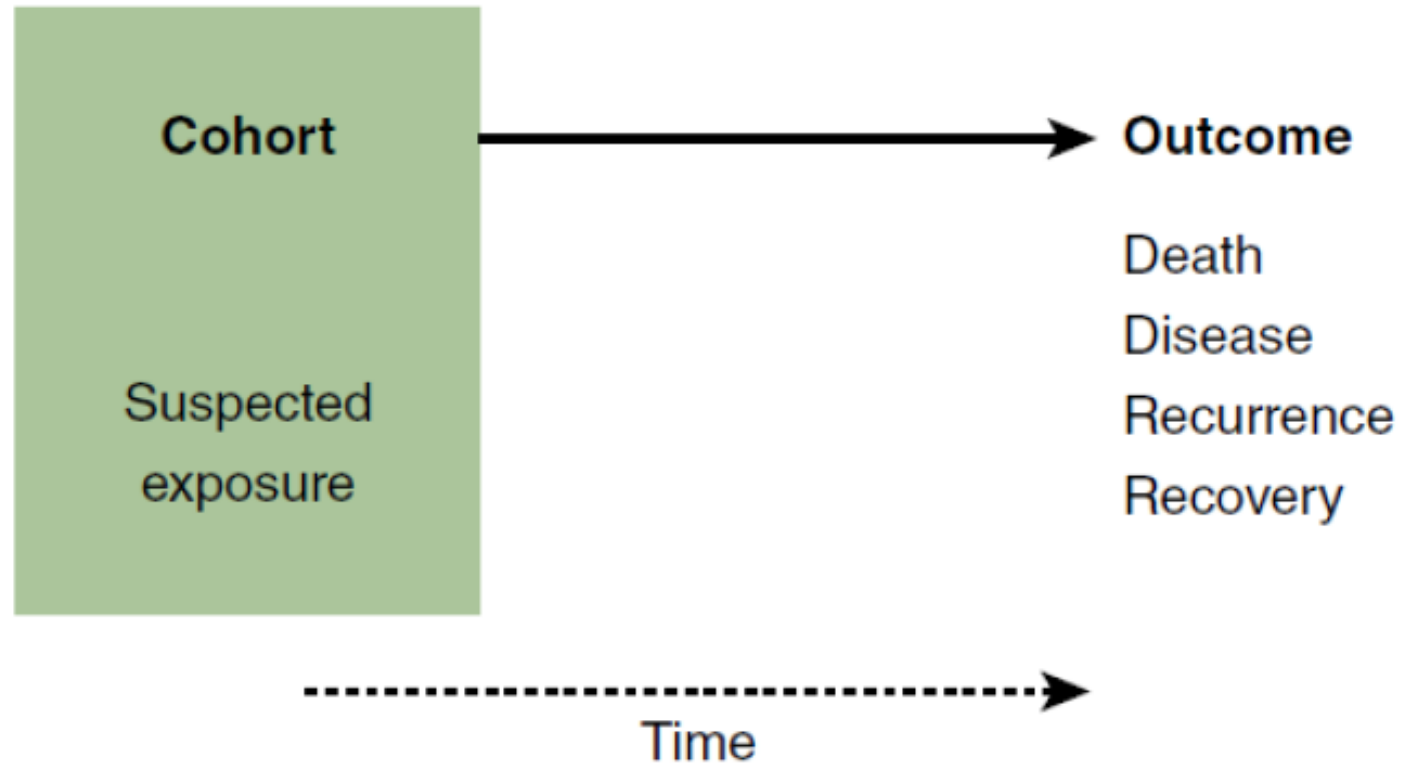 Cohort
Outcome
Death
Disease
Suspected
Recurrence
exposure
Recovery
Time